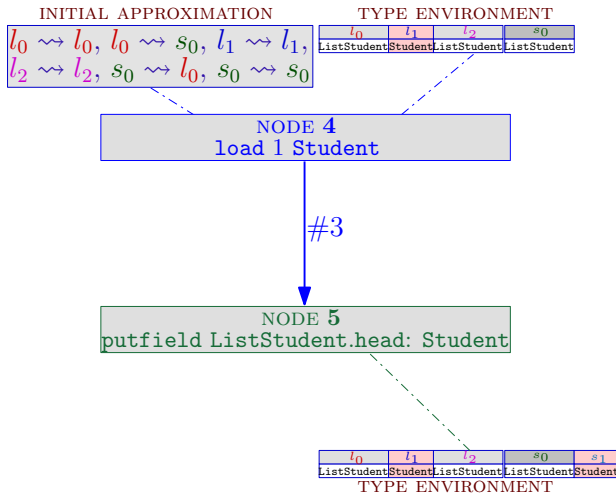 INITIAL APPROXIMATION
l₀ ⇝ l₀, l₀ ⇝ s₀, l₁ ⇝ l₁,
l₂ ⇝ l₂, s₀ ⇝ l₀, s₀ ⇝ s₀
TYPE ENVIRONMENT
l₀ l₁ l₂ s₀
ListStudent Student ListStudent ListStudent
NODE 4
load 1 Student
#3
NODE 5
putfield ListStudent.head: Student
l₀ l₁ l₂ s₀ s₁
ListStudent Student ListStudent ListStudent Student
TYPE ENVIRONMENT